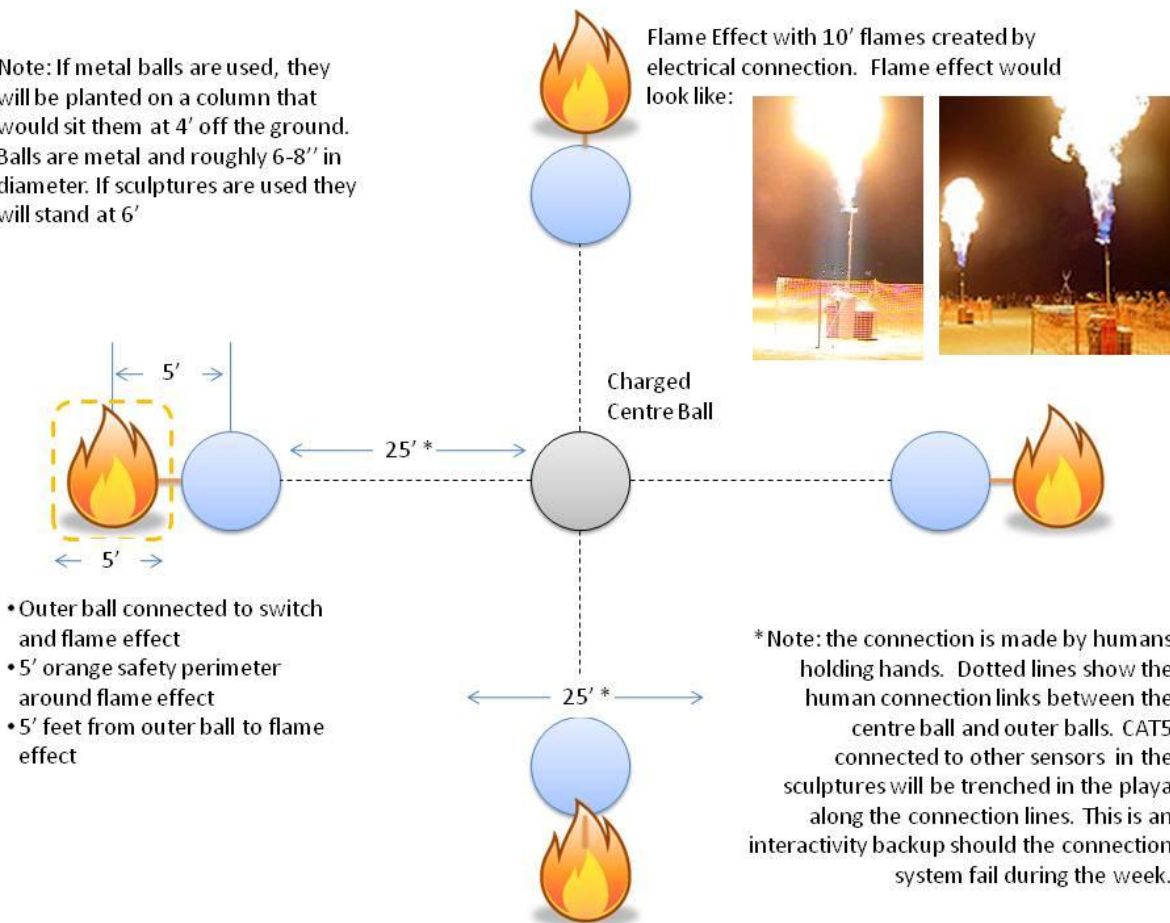 Note: If metal balls are used, they
will be planted on a column that
would sit them at 4’ off the ground.
Balls are metal and roughly 6-8’’ in
diameter. If sculptures are used they
will stand at 6’
Flame Effect with 10’ flames created by
electrical connection.  Flame effect would
look like:
5’
Charged
Centre Ball
25’ *
5’
• Outer ball connected to switch
and flame effect
• 5’ orange safety perimeter
around flame effect
• 5’ feet from outer ball to flame
effect
25’ *
*Note: the connection is made by humans
holding hands.  Dotted lines show the
human connection links between the
centre ball and outer balls. CAT5
connected to other sensors in the
sculptures will be trenched in the playa
along the connection lines. This is an
interactivity backup should the connection
system fail during the week.